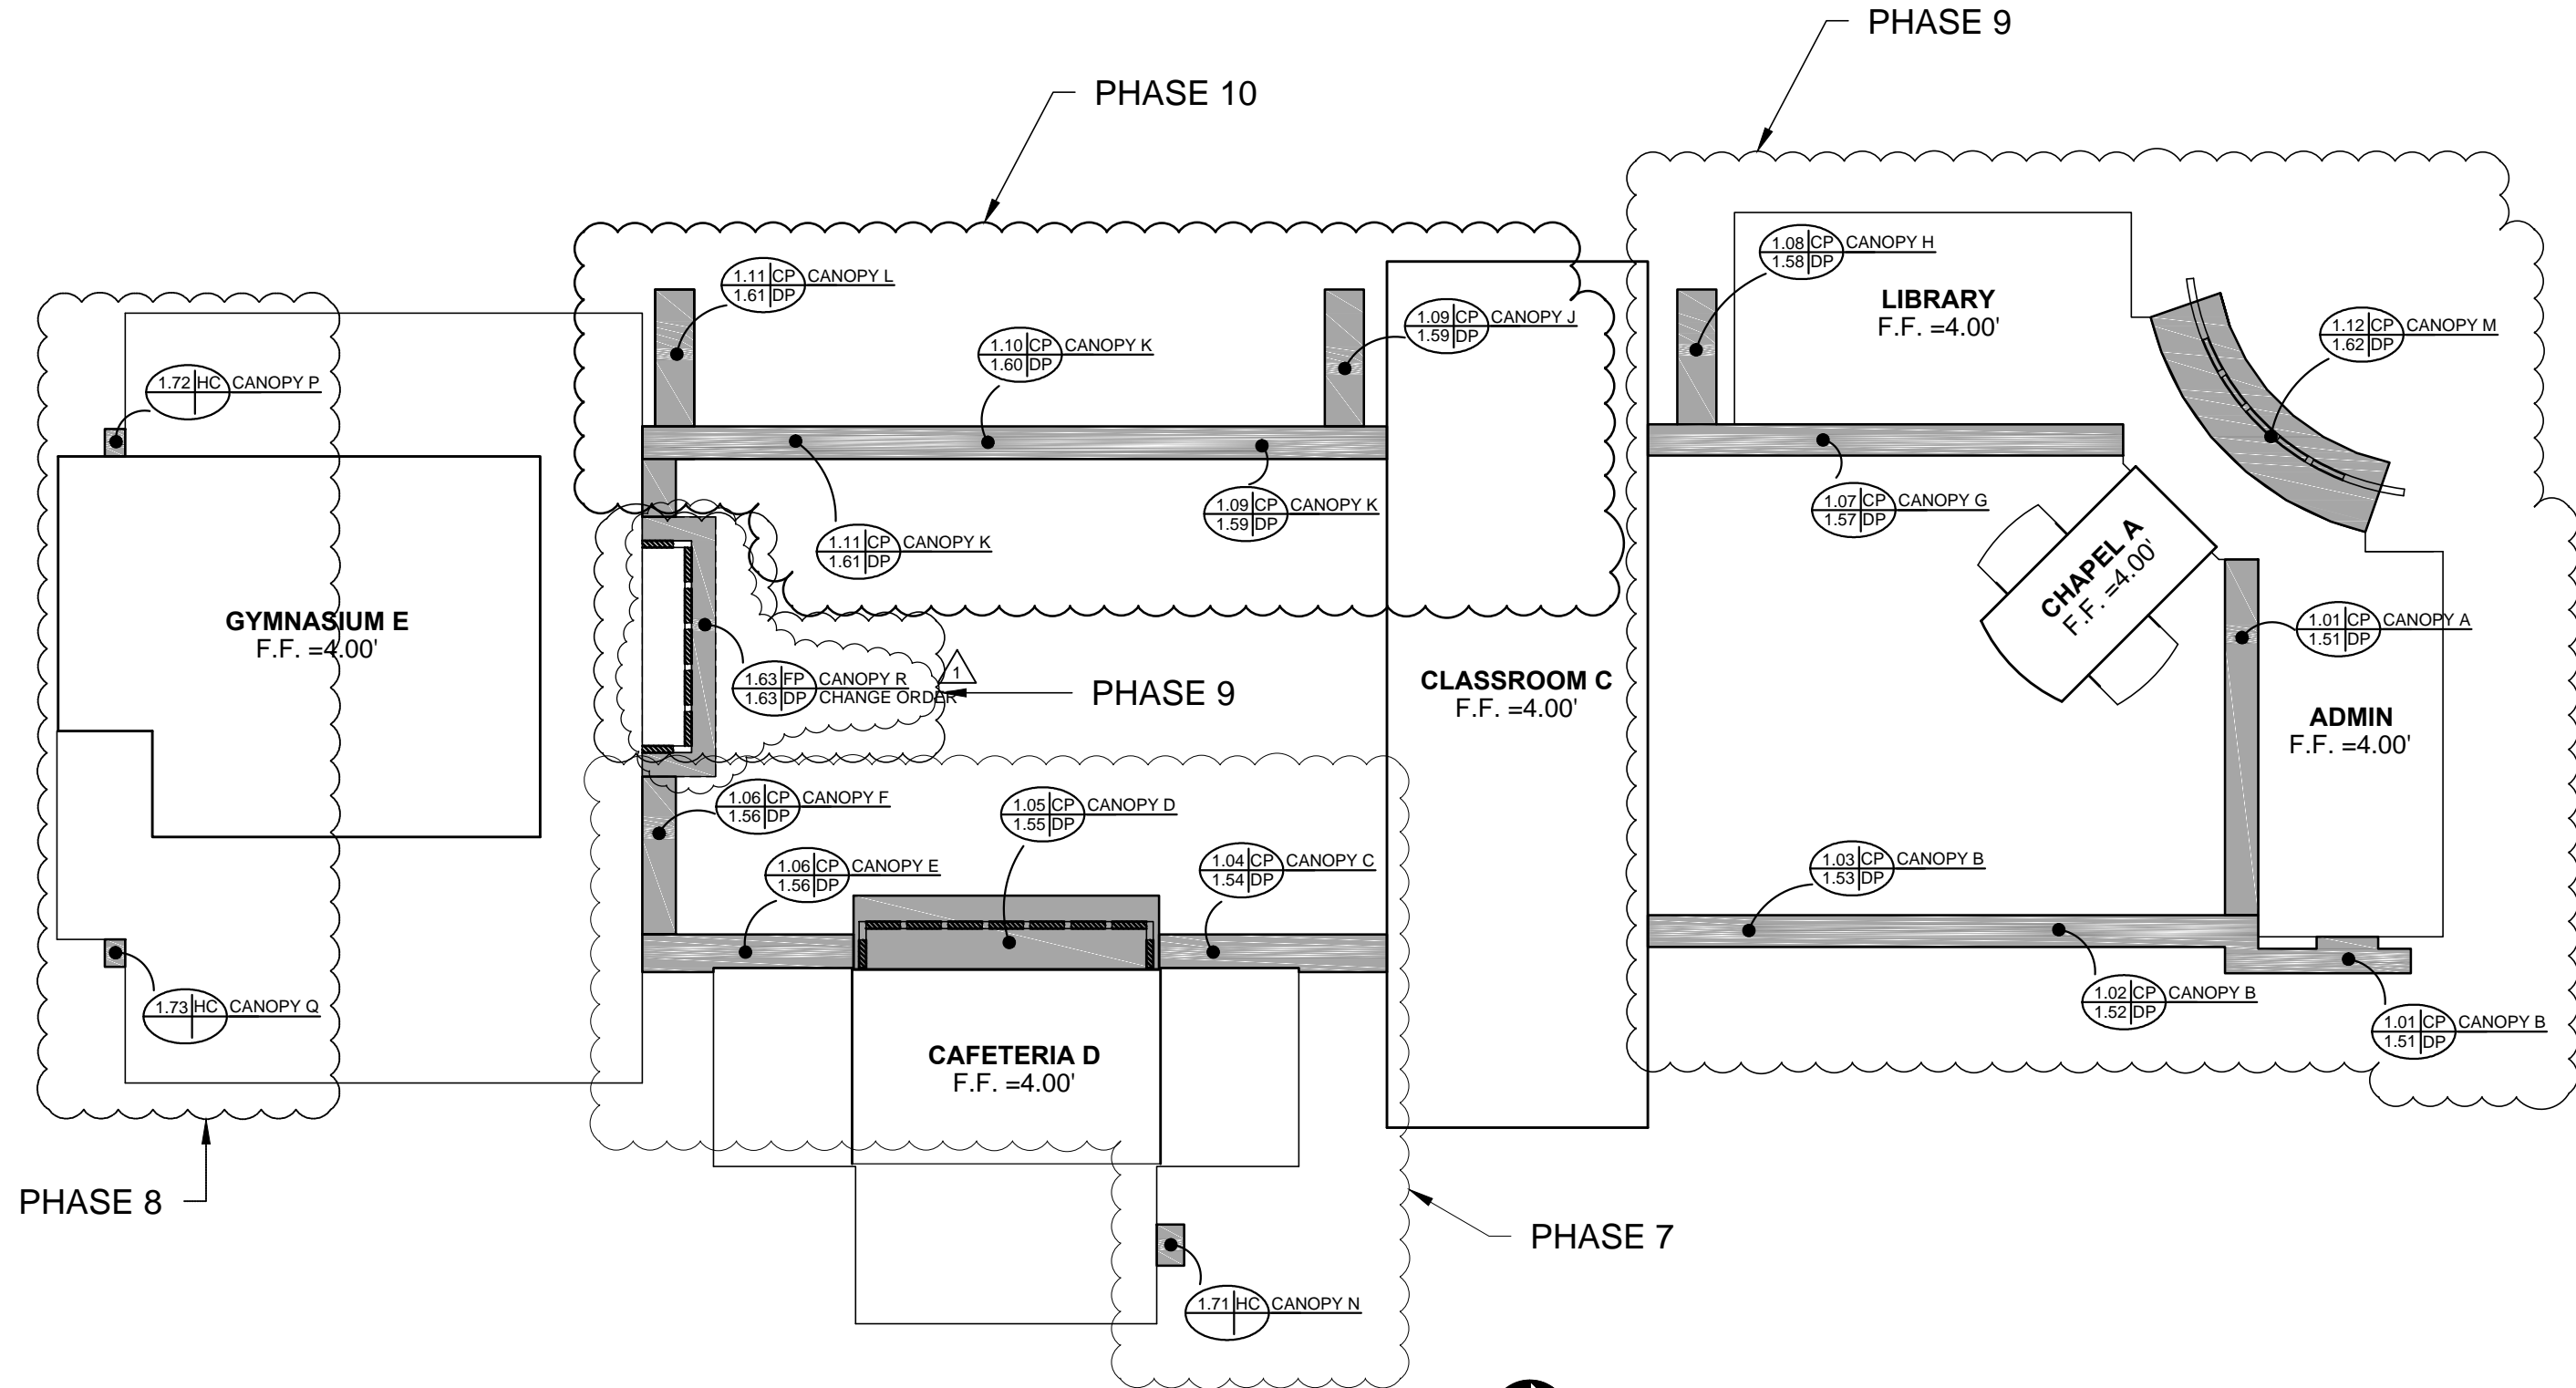 PHASE 9
PHASE 10
1.08 CP CANOPY H
1.58 DP
1.11 CP CANOPY L
1.61 DP
LIBRARY
F.F. =4.00'
1.09 CP CANOPY J
1.59 DP
1.12 CP CANOPY M
1.62 DP
1.10 CP CANOPY K
1.60 DP
1.72 HC CANOPY P
1.09 CP CANOPY K
1.59 DP
1.07 CP CANOPY G
1.57 DP
1.11 CP CANOPY K
1.61 DP
CHAPEL A
F.F. =4.00'
GYMNASIUM E
F.F. =4.00'
1.01 CP CANOPY A
1.51 DP
1.63 FP CANOPY R
1.63 DP CHANGE ORDER
1
PHASE 9
CLASSROOM C
F.F. =4.00'
ADMIN
F.F. =4.00'
1.06 CP CANOPY F
1.56 DP
1.05 CP CANOPY D
1.55 DP
1.06 CP CANOPY E
1.56 DP
1.04 CP CANOPY C
1.54 DP
1.03 CP CANOPY B
1.53 DP
1.73 HC CANOPY Q
1.02 CP CANOPY B
1.52 DP
1.01 CP CANOPY B
1.51 DP
CAFETERIA D
F.F. =4.00'
PHASE 8
PHASE 7
1.71 HC CANOPY N